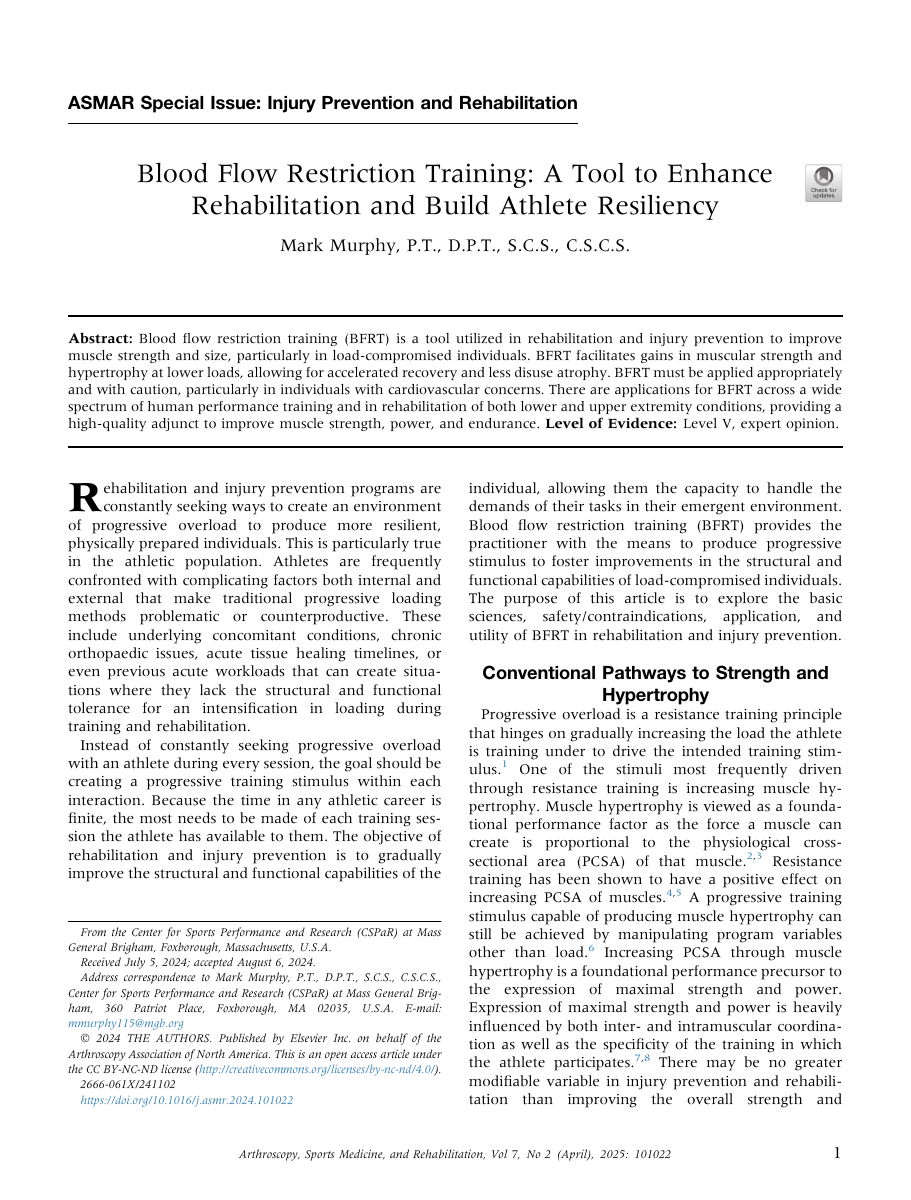 ASMAR Special Issue: Injury Prevention and Rehabilitation
Blood Flow Restriction Training: A Tool to Enhance
Rehabilitation and Build Athlete Resiliency
Check for
updates
Mark Murphy, P.T., D.P.T., S.C.S., C.S.C.S.
Abstract: Blood flow restriction training (BFRT) is a tool utilized in rehabilitation and injury prevention to improve
muscle strength and size, particularly in load-compromised individuals. BFRT facilitates gains in muscular strength and
hypertrophy at lower loads, allowing for accelerated recovery and less disuse atrophy. BFRT must be applied appropriately
and with caution, particularly in individuals with cardiovascular concerns. There are applications for BFRT across a wide
spectrum of human performance training and in rehabilitation of both lower and upper extremity conditions, providing a
high-quality adjunct to improve muscle strength, power, and endurance. Level of Evidence: Level V, expert opinion.
Rehabilitation and injury prevention programs are
constantly seeking ways to create an environment
of progressive overload to produce more resilient,
physically prepared individuals. This is particularly true
in the athletic population. Athletes are frequently
confronted with complicating factors both internal and
external that make traditional progressive loading
methods problematic or counterproductive. These
include underlying concomitant conditions, chronic
orthopaedic issues, acute tissue healing timelines, or
even previous acute workloads that can create situa-
tions where they lack the structural and functional
tolerance for an intensification in loading during
training and rehabilitation.
Instead of constantly seeking progressive overload
with an athlete during every session, the goal should be
creating a progressive training stimulus within each
interaction. Because the time in any athletic career is
finite, the most needs to be made of each training ses-
sion the athlete has available to them. The objective of
rehabilitation and injury prevention is to gradually
improve the structural and functional capabilities of the
From the Center for Sports Performance and Research (CSPaR) at Mass
General Brigham, Foxborough, Massachusetts, U.S.A.
Received July 5, 2024; accepted August 6, 2024.
Address correspondence to Mark Murphy, P.T., D.P.T., S.C.S., C.S.C.S.,
Center for Sports Performance and Research (CSPaR) at Mass General Brig-
ham, 360 Patriot Place, Foxborough, MA 02035, U.S.A. E-mail:
mmurphy115@mgb.org
© 2024 THE AUTHORS. Published by Elsevier Inc. on behalf of the
Arthroscopy Association of North America. This is an open access article under
the CC BY-NC-ND license (http://creativecommons.org/licenses/by-nc-nd/4.0/).
2666-061X/241102
https://doi.org/10.1016/j.asmr.2024.101022
individual, allowing them the capacity to handle the
demands of their tasks in their emergent environment.
Blood flow restriction training (BFRT) provides the
practitioner with the means to produce progressive
stimulus to foster improvements in the structural and
functional capabilities of load-compromised individuals.
The purpose of this article is to explore the basic
sciences, safety/contraindications, application, and
utility of BFRT in rehabilitation and injury prevention.
Conventional Pathways to Strength and
Hypertrophy
Progressive overload is a resistance training principle
that hinges on gradually increasing the load the athlete
is training under to drive the intended training stim-
ulus.1 One of the stimuli most frequently driven
through resistance training is increasing muscle hy-
pertrophy. Muscle hypertrophy is viewed as a founda-
tional performance factor as the force a muscle can
create is proportional to the physiological cross-
sectional area (PCSA) of that muscle.2,3 Resistance
training has been shown to have a positive effect on
increasing PCSA of muscles.4,5 A progressive training
stimulus capable of producing muscle hypertrophy can
still be achieved by manipulating program variables
other than load.6 Increasing PCSA through muscle
hypertrophy is a foundational performance precursor to
the expression of maximal strength and power.
Expression of maximal strength and power is heavily
influenced by both inter- and intramuscular coordina-
tion as well as the specificity of the training in which
the athlete participates.7,8 There may be no greater
modifiable variable in injury prevention and rehabili-
tation than improving the overall strength and
Arthroscopy, Sports Medicine, and Rehabilitation, Vol 7, No 2 (April), 2025: 101022
1